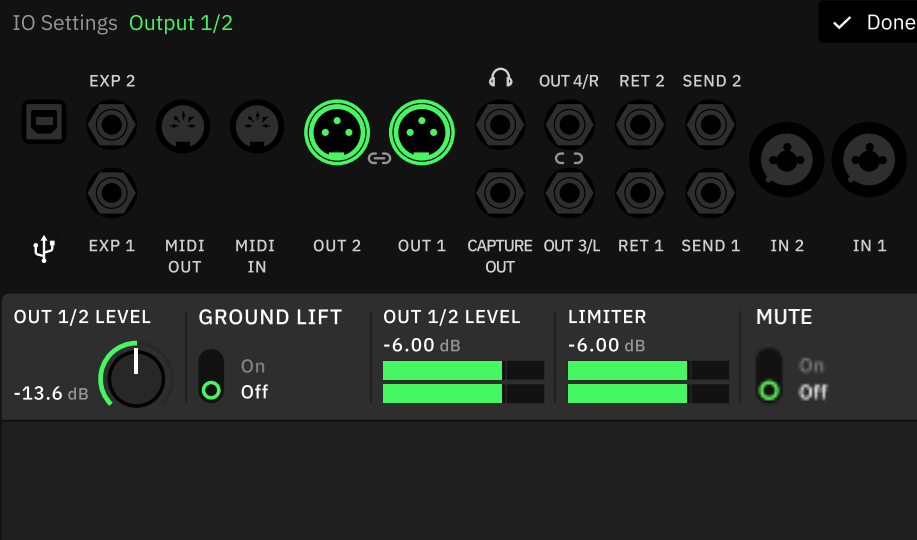 IO Settings Output 1/2
Done
EXP 2
OUT 4/R
RET 2
SEND 2
EXP 1
MIDI OUT
MIDI IN
OUT 2
OUT 1
CAPTURE OUT
OUT 3/L
RET 1
SEND 1
IN 2
IN 1
OUT 1/2 LEVEL
-13.6 dB
GROUND LIFT
On
Off
OUT 1/2 LEVEL
-6.00 dB
LIMITER
-6.00 dB
MUTE
On
Off